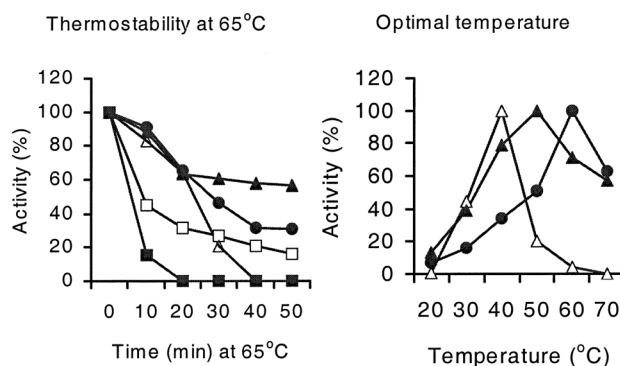 Thermostability at 65°C
Activity (%)
120
100
80
60
40
20
0
0 10 20 30 40 50
Time (min) at 65°C
Optimal temperature
Activity (%)
120
100
80
60
40
20
0
20 30 40 50 60 70
Temperature (°C)